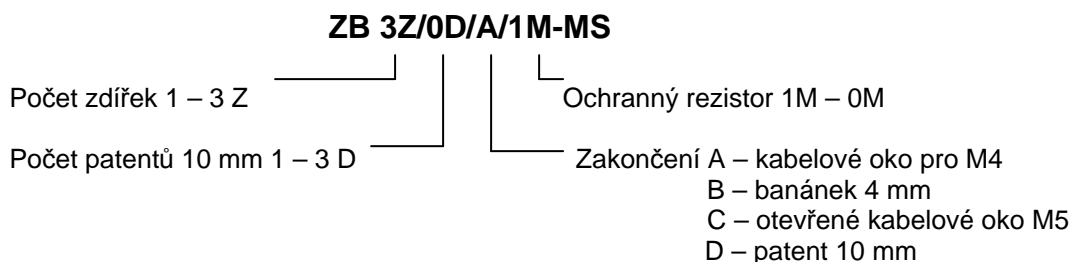 ZB 3Z/0D/A/1M-MS
Počet zdířek 1 – 3 Z
Ochranný rezistor 1M – 0M
Počet patentů 10 mm 1 – 3 D
Zakončení A – kabelové oko pro M4
B – banánek 4 mm
C – otevřené kabelové oko M5
D – patent 10 mm